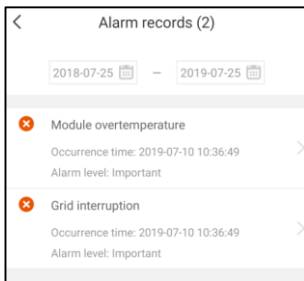 Alarm records (2)
2018-07-25 – 2019-07-25
Module overtemperature
Occurrence time: 2019-07-10 10:36:49
Alarm level: Important
Grid interruption
Occurrence time: 2019-07-10 10:36:49
Alarm level: Important